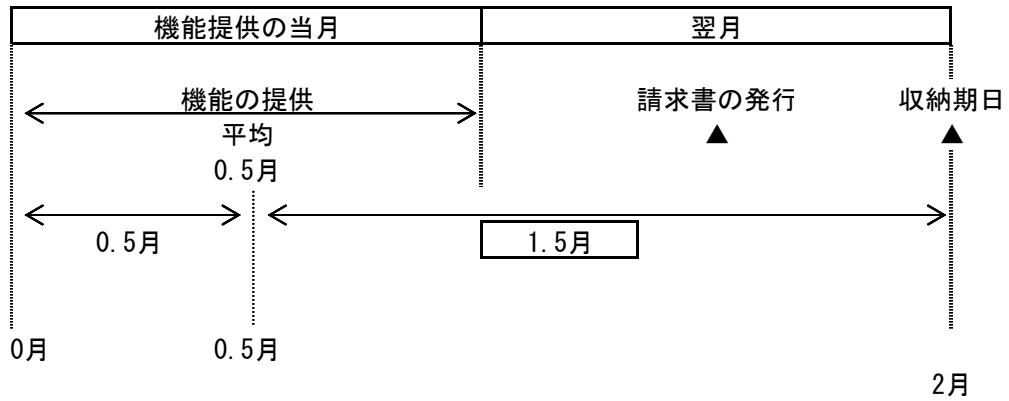 機能提供の当月 翌月
機能の提供 請求書の発行 収納期日
平均 ▲ ▲
0.5月
0.5月 1.5月
0月 0.5月
2月